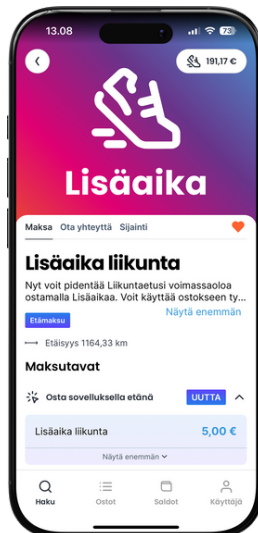 13.08
73
191,17 €
Lisäaika
Maksa Ota yhteyttä Sijainti
Lisäaika liikunta
Nyt voit pidentää Liikuntaetusi voimassaoloa
ostamalla Lisäaikaa. Voit käyttää ostokseen ty...
Näytä enemmän
Etämaksu
Etäisyys 1164,33 km
Maksutavat
Osta sovelluksella etänä UUTTA
Lisäaika liikunta 5,00 €
Näytä enemmän
Haku Ostot Saldot Käyttäjä